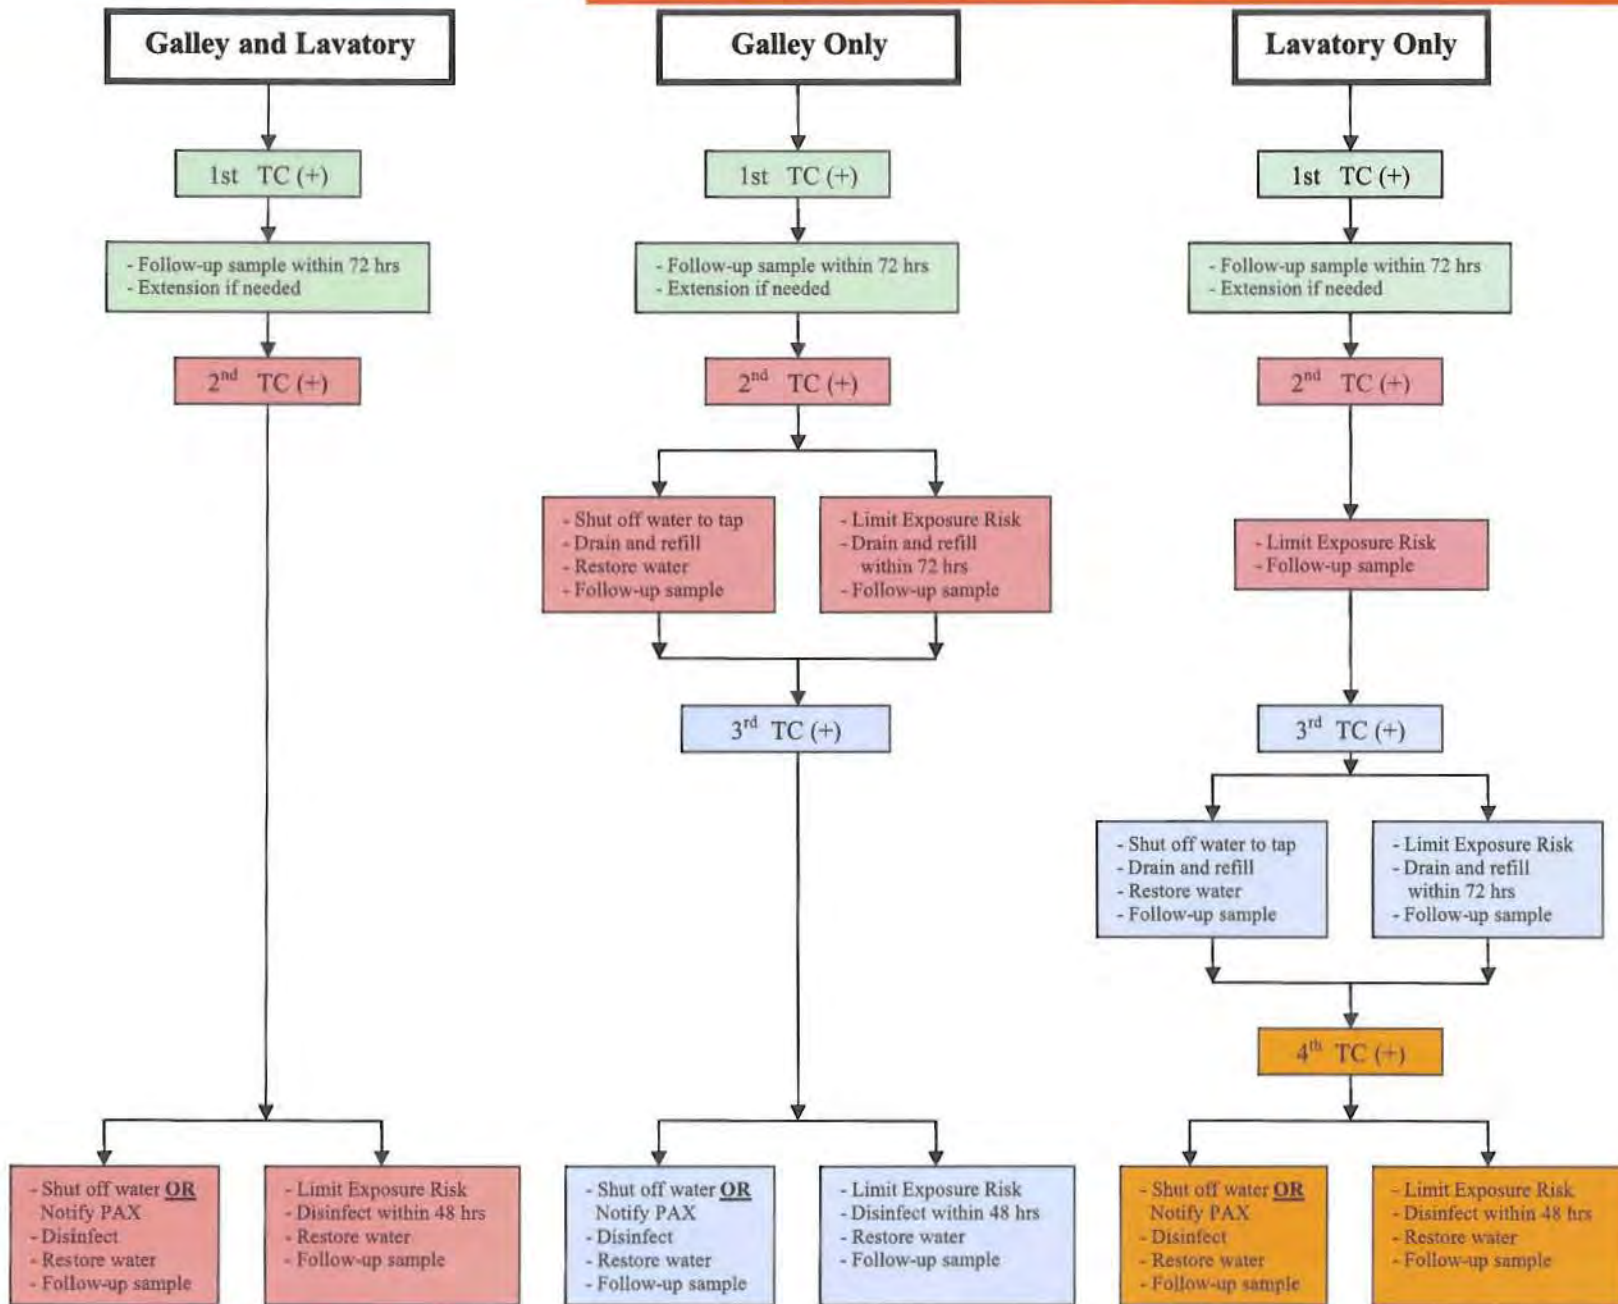 Galley and Lavatory
1st TC (+)
- Follow-up sample within 72 hrs
- Extension if needed
2nd TC (+)
- Shut off water OR
Notify PAX
- Disinfect
- Restore water
- Follow-up sample
- Limit Exposure Risk
- Disinfect within 48 hrs
- Restore water
- Follow-up sample
Galley Only
1st TC (+)
- Follow-up sample within 72 hrs
- Extension if needed
2nd TC (+)
- Shut off water to tap
- Drain and refill
- Restore water
- Follow-up sample
- Limit Exposure Risk
- Drain and refill
within 72 hrs
- Follow-up sample
3rd TC (+)
- Shut off water OR
Notify PAX
- Disinfect
- Restore water
- Follow-up sample
- Limit Exposure Risk
- Disinfect within 48 hrs
- Restore water
- Follow-up sample
Lavatory Only
1st TC (+)
- Follow-up sample within 72 hrs
- Extension if needed
2nd TC (+)
- Limit Exposure Risk
- Follow-up sample
3rd TC (+)
- Shut off water to tap
- Drain and refill
- Restore water
- Follow-up sample
- Limit Exposure Risk
- Drain and refill
within 72 hrs
- Follow-up sample
4th TC (+)
- Shut off water OR
Notify PAX
- Disinfect
- Restore water
- Follow-up sample
- Limit Exposure Risk
- Disinfect within 48 hrs
- Restore water
- Follow-up sample